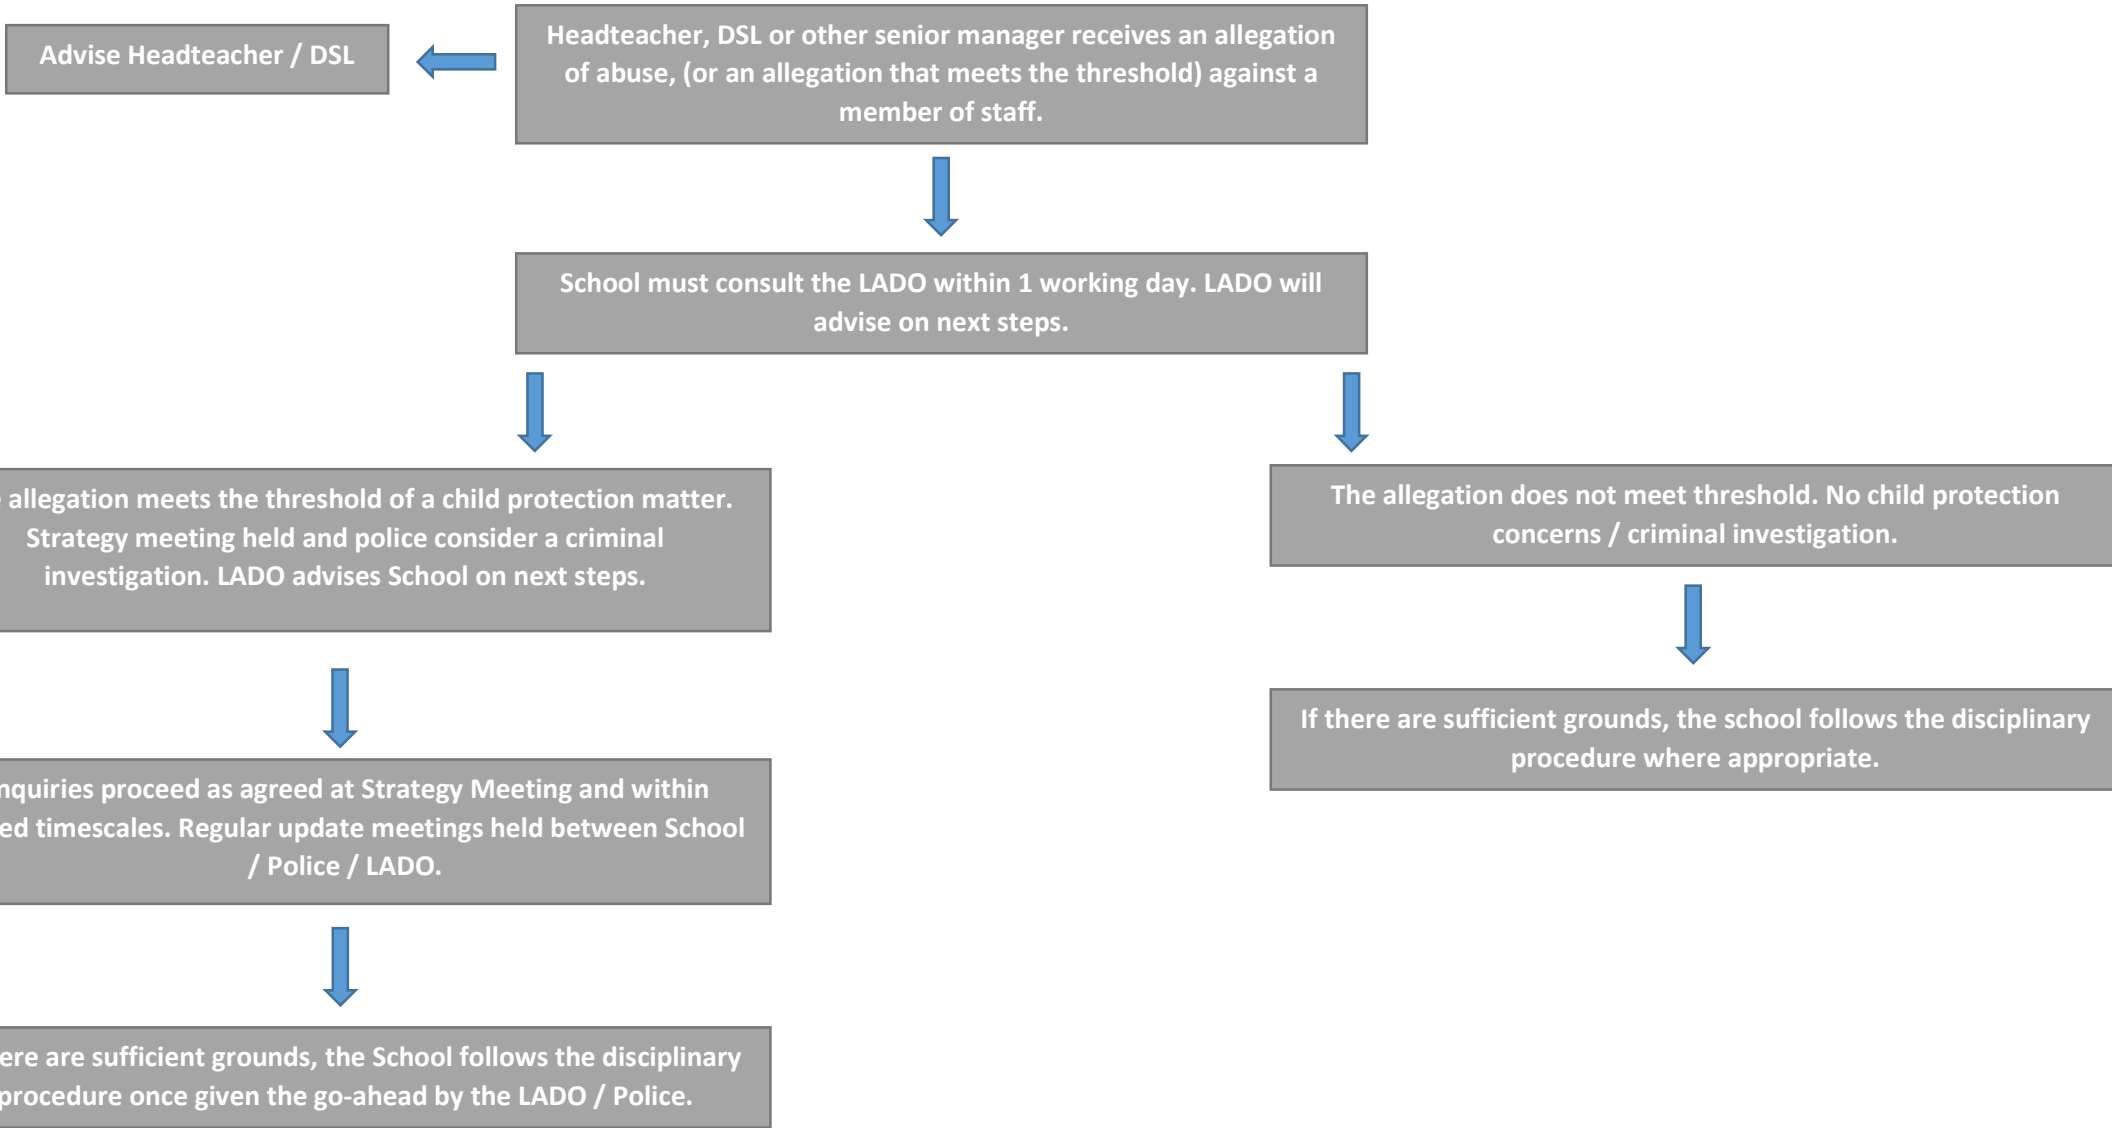 Advise Headteacher / DSL
Headteacher, DSL or other senior manager receives an allegation
of abuse, (or an allegation that meets the threshold) against a
member of staff.
School must consult the LADO within 1 working day. LADO will
advise on next steps.
allegation meets the threshold of a child protection matter.
Strategy meeting held and police consider a criminal
investigation. LADO advises School on next steps.
The allegation does not meet threshold. No child protection
concerns / criminal investigation.
If there are sufficient grounds, the school follows the disciplinary
procedure where appropriate.
nquiries proceed as agreed at Strategy Meeting and within
ed timescales. Regular update meetings held between School
/ Police / LADO.
ere are sufficient grounds, the School follows the disciplinary
procedure once given the go-ahead by the LADO / Police.